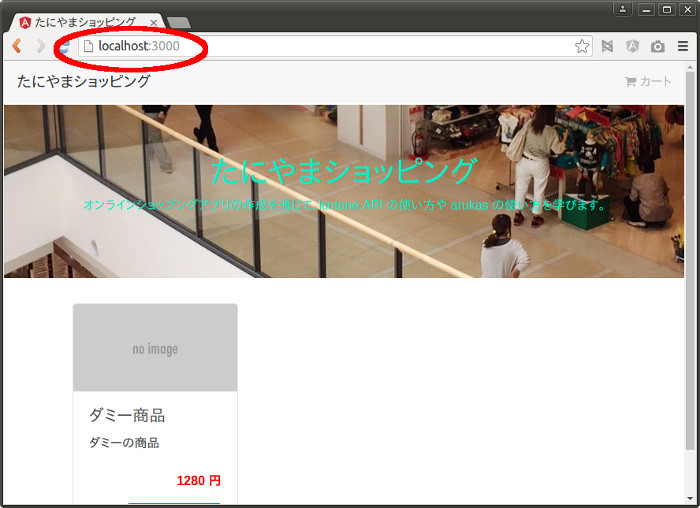 たにやまショッピング
localhost:3000
たにやまショッピング
カート
たにやまショッピング
オンラインショッピングアプリの作成を通じて、Kintone API の使い方や arukas の使い方を学びます。
no image
ダミー商品
ダミーの商品
1280 円